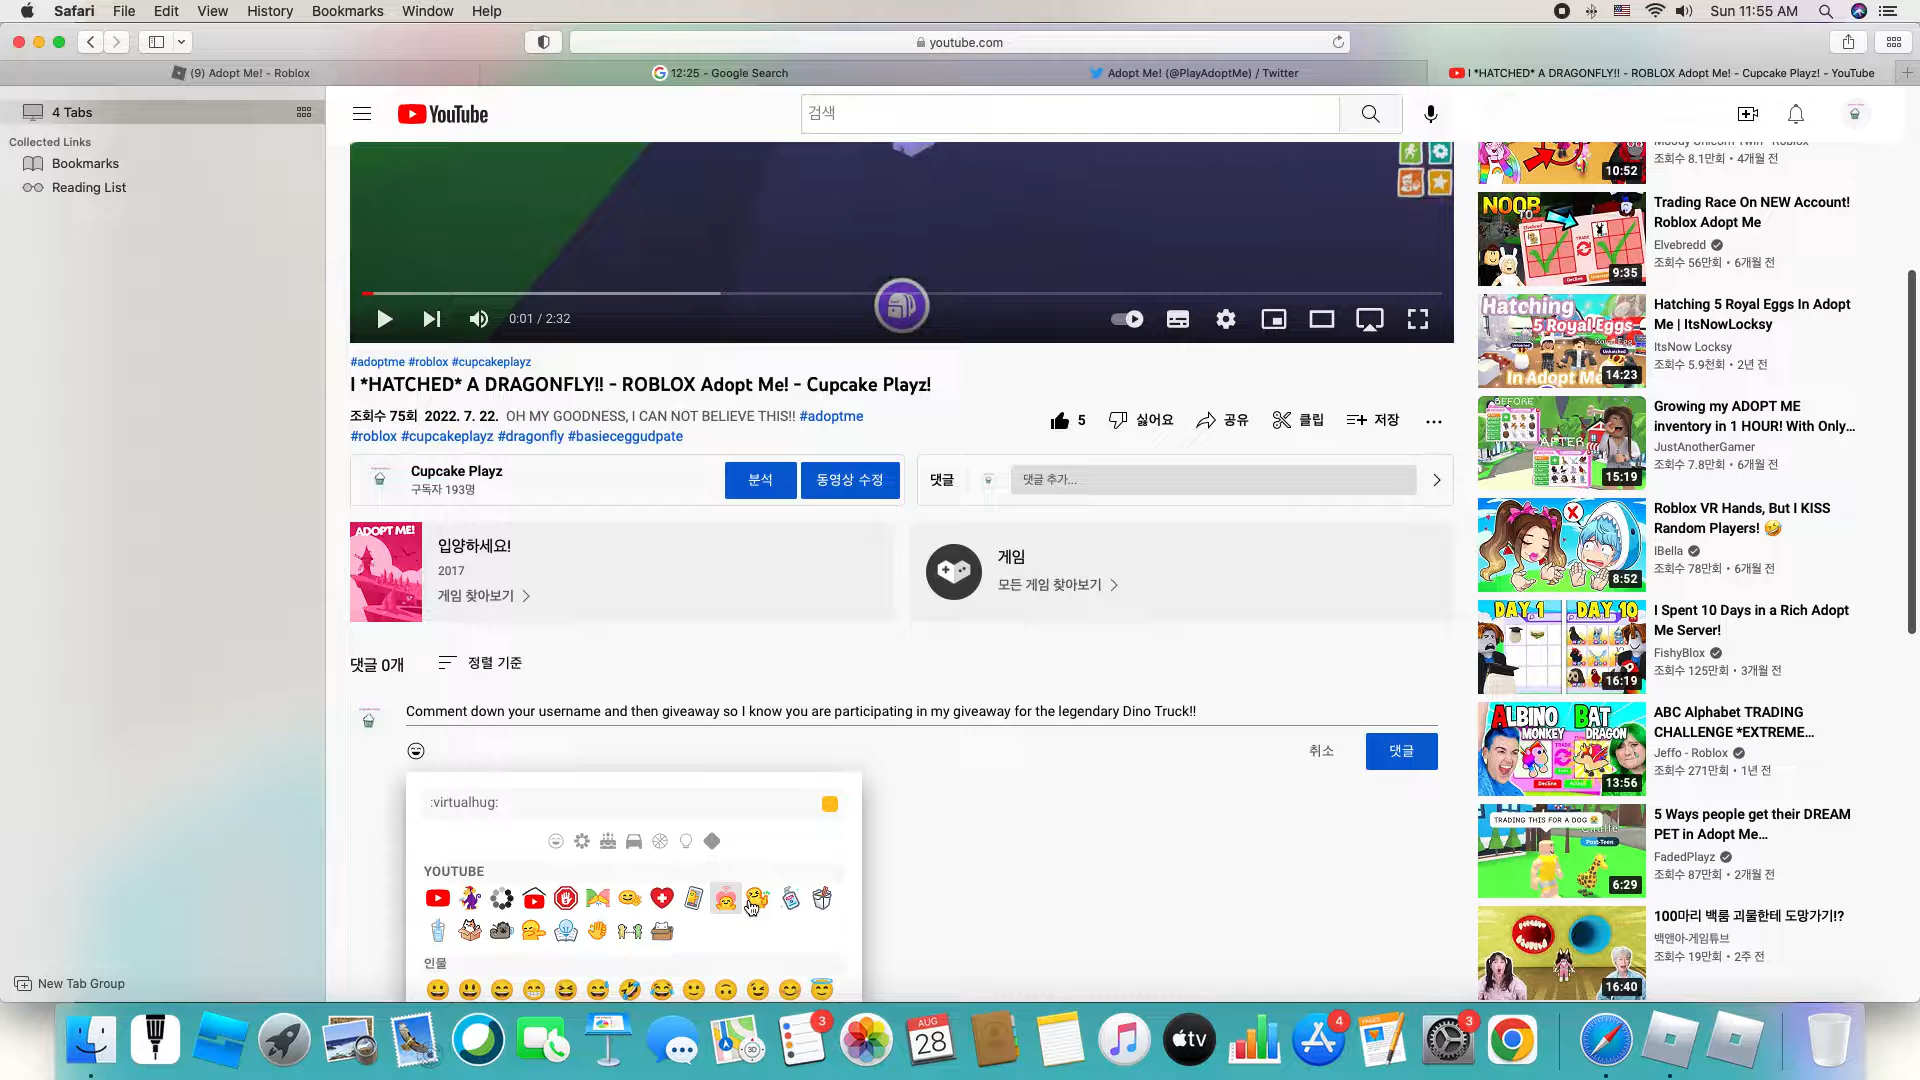 Safari File Edit View History Bookmarks Window Help
Sun 11:55 AM
youtube.com
(9) Adopt Me! - Roblox
12:25 - Google Search
Adopt Me! (@PlayAdoptMe) / Twitter
I *HATCHED* A DRAGONFLY!! - ROBLOX Adopt Me! - Cupcake Playz! - YouTube
4 Tabs
Collected Links
Bookmarks
Reading List
New Tab Group
YouTube
검색
0:01 / 2:32
#adoptme #roblox #cupcakeplayz
I *HATCHED* A DRAGONFLY!! - ROBLOX Adopt Me! - Cupcake Playz!
조회수 75회 2022. 7. 22. OH MY GOODNESS, I CAN NOT BELIEVE THIS!! #adoptme
#roblox #cupcakeplayz #dragonfly #basieceggudpate
5 싫어요 공유 클립 저장
Cupcake Playz
구독자 193명
분석
동영상 수정
댓글
댓글 추가...
ADOPT ME!
입양하세요!
2017
게임 찾아보기
게임
모든 게임 찾아보기
댓글 0개
정렬 기준
Comment down your username and then giveaway so I know you are participating in my giveaway for the legendary Dino Truck!!
취소
댓글
:virtualhug:
YOUTUBE
인물
조회수 8.1만회 • 4개월 전
10:52
NOOB
TO
9:35
Trading Race On NEW Account!
Roblox Adopt Me
Elvebredd
조회수 56만회 • 6개월 전
Hatching
5 Royal Eggs
In Adopt Me
14:23
Hatching 5 Royal Eggs In Adopt
Me | ItsNowLocksy
ItsNow Locksy
조회수 5.9천회 • 2년 전
BEFORE
AFTER
15:19
Growing my ADOPT ME
inventory in 1 HOUR! With Only...
JustAnotherGamer
조회수 7.8만회 • 6개월 전
8:52
Roblox VR Hands, But I KISS
Random Players! 🤣
IBella
조회수 78만회 • 6개월 전
DAY 1
DAY 10
16:19
I Spent 10 Days in a Rich Adopt
Me Server!
FishyBlox
조회수 125만회 • 3개월 전
ALBINO
MONKEY
BAT
DRAGON
13:56
ABC Alphabet TRADING
CHALLENGE *EXTREME...
Jeffo - Roblox
조회수 271만회 • 1년 전
TRADING THIS FOR A DOG
Giraffe
Post-Teen
6:29
5 Ways people get their DREAM
PET in Adopt Me...
FadedPlayz
조회수 87만회 • 2개월 전
16:40
100마리 백룸 괴물한테 도망가기!?
백앤아-게임튜브
조회수 19만회 • 2주 전
3
AUG
28
tv
4
PAGES
3
3D